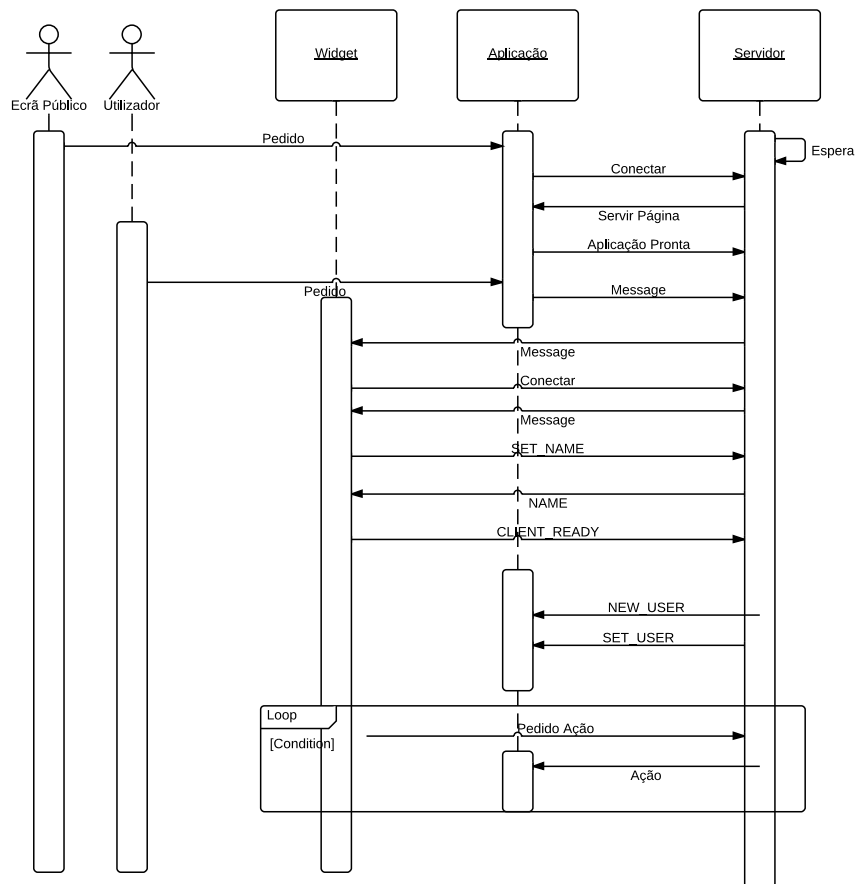 Widget
Aplicação
Servidor
Ecrã Público
Utilizador
Pedido
Espera
Conectar
Servir Página
Aplicação Pronta
Pedido
Message
Message
Conectar
Message
SET_NAME
NAME
CLIENT_READY
NEW_USER
SET_USER
Loop
Pedido Ação
[Condition]
Ação